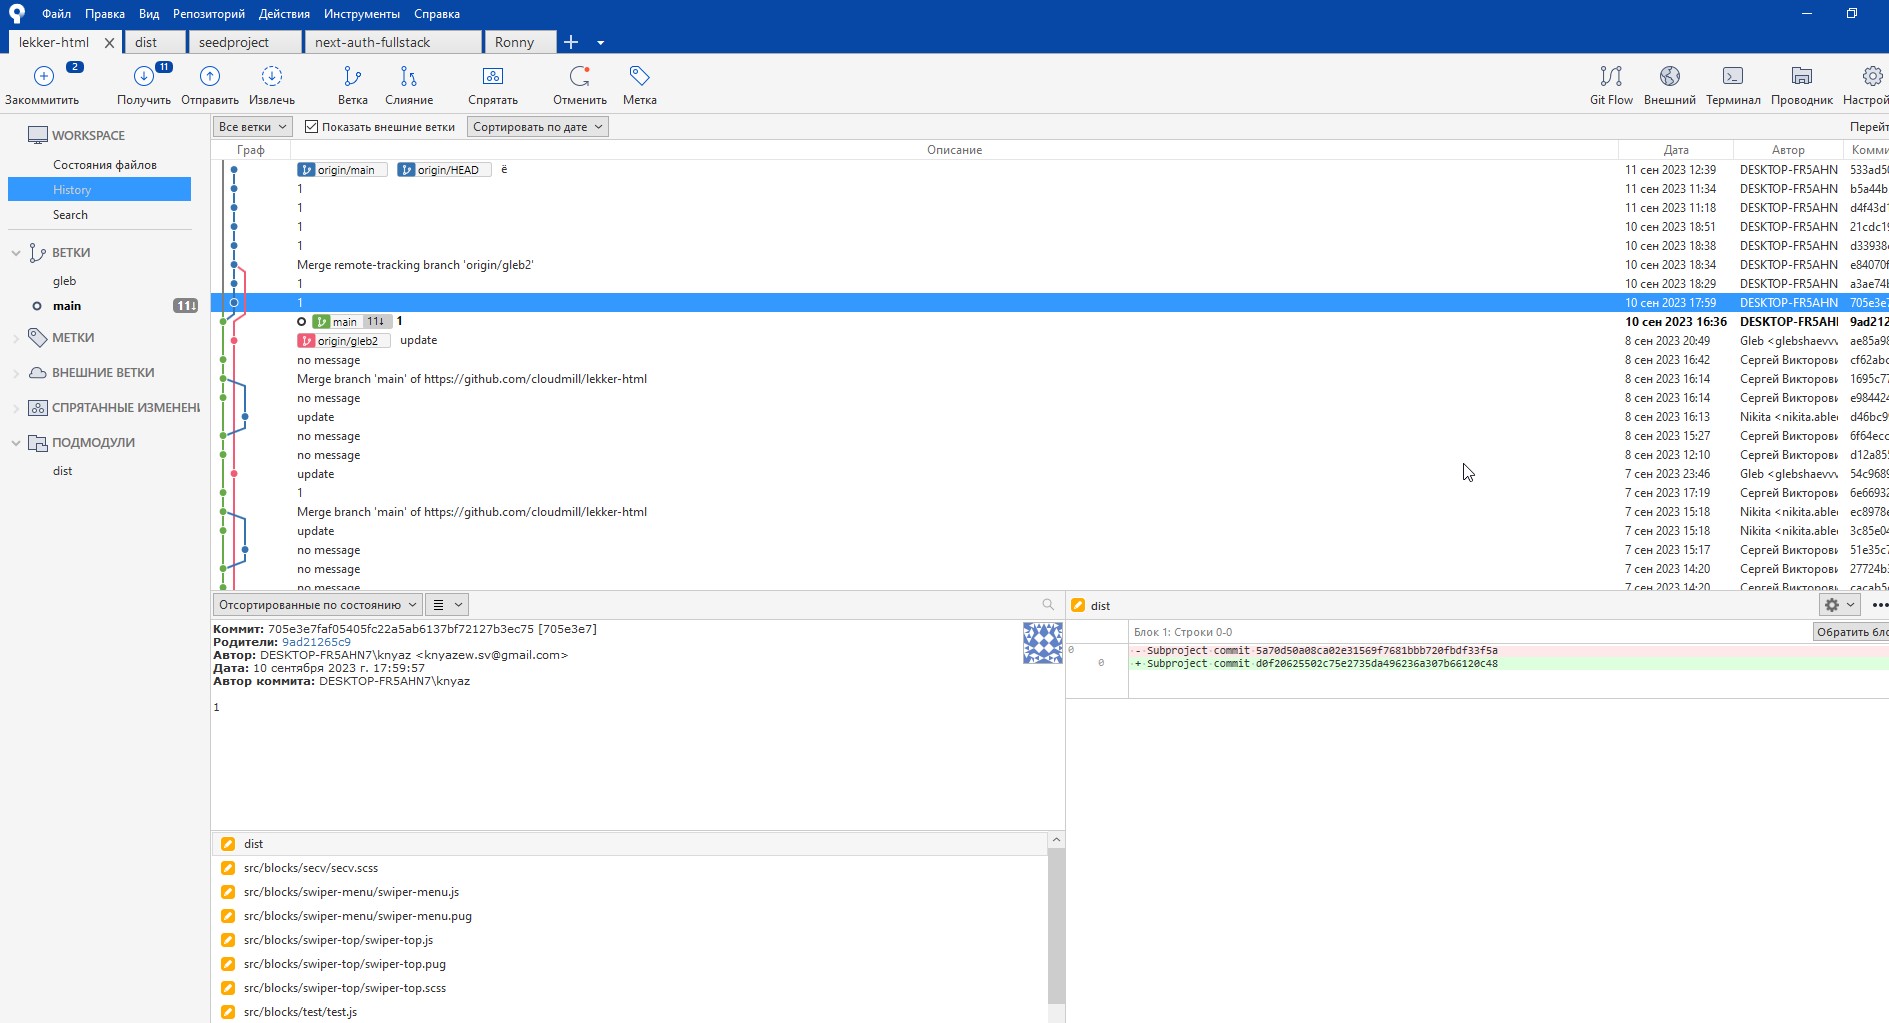 Файл Правка Вид Репозиторий Действия Инструменты Справка
lekker-html dist seedproject next-auth-fullstack Ronny
2 11
Закоммитить Получить Отправить Извлечь Ветка Слияние Спрятать Отменить Метка Git Flow Внешний Терминал Проводник Настрой
WORKSPACE
Состояния файлов
History
Search
ВЕТКИ
gleb
main 11↓
МЕТКИ
ВНЕШНИЕ ВЕТКИ
СПРЯТАННЫЕ ИЗМЕНЕНИ
ПОДМОДУЛИ
dist
Все ветки Показать внешние ветки Сортировать по дате Перейт
Граф Описание Дата Автор Комми
origin/main origin/HEAD ё 11 сен 2023 12:39 DESKTOP-FR5AHN 533ad50
1 11 сен 2023 11:34 DESKTOP-FR5AHN b5a44b
1 11 сен 2023 11:18 DESKTOP-FR5AHN d4f43d1
1 10 сен 2023 18:51 DESKTOP-FR5AHN 21cdc19
1 10 сен 2023 18:38 DESKTOP-FR5AHN d33938
Merge remote-tracking branch 'origin/gleb2' 10 сен 2023 18:34 DESKTOP-FR5AHN e84070f
1 10 сен 2023 18:29 DESKTOP-FR5AHN a3ae74b
1 10 сен 2023 17:59 DESKTOP-FR5AHN 705e3e7
main 11↓ 1 10 сен 2023 16:36 DESKTOP-FR5AHI 9ad212
origin/gleb2 update 8 сен 2023 20:49 Gleb <glebshaevvv ae85a98
no message 8 сен 2023 16:42 Сергей Викторови cf62abc
Merge branch 'main' of https://github.com/cloudmill/lekker-html 8 сен 2023 16:14 Сергей Викторови 1695c77
no message 8 сен 2023 16:14 Сергей Викторови e984424
update 8 сен 2023 16:13 Nikita <nikita.able d46bc99
no message 8 сен 2023 15:27 Сергей Викторови 6f64ecc
no message 8 сен 2023 12:10 Сергей Викторови d12a855
update 7 сен 2023 23:46 Gleb <glebshaevvv 54c9689
1 7 сен 2023 17:19 Сергей Викторови 6e66932
Merge branch 'main' of https://github.com/cloudmill/lekker-html 7 сен 2023 15:18 Nikita <nikita.able ec8978e
update 7 сен 2023 15:18 Nikita <nikita.able 3c85e04
no message 7 сен 2023 15:17 Сергей Викторови 51e35c7
no message 7 сен 2023 14:20 Сергей Викторови 27724b
no message 7 сен 2023 14:20 Сергей Викторови cacab5
Отсортированные по состоянию
Коммит: 705e3e7faf05405fc22a5ab6137bf72127b3ec75 [705e3e7]
Родители: 9ad21265c9
Автор: DESKTOP-FR5AHN7\knyaz <knyazew.sv@gmail.com>
Дата: 10 сентября 2023 г. 17:59:57
Автор коммита: DESKTOP-FR5AHN7\knyaz
1
dist
src/blocks/secv/secv.scss
src/blocks/swiper-menu/swiper-menu.js
src/blocks/swiper-menu/swiper-menu.pug
src/blocks/swiper-top/swiper-top.js
src/blocks/swiper-top/swiper-top.pug
src/blocks/swiper-top/swiper-top.scss
src/blocks/test/test.js
dist
Блок 1: Строки 0-0 Обратить бло
0 - Subproject commit 5a70d50a08ca02e31569f7681bbb720fbdf33f5a
0 + Subproject commit d0f20625502c75e2735da496236a307b66120c48